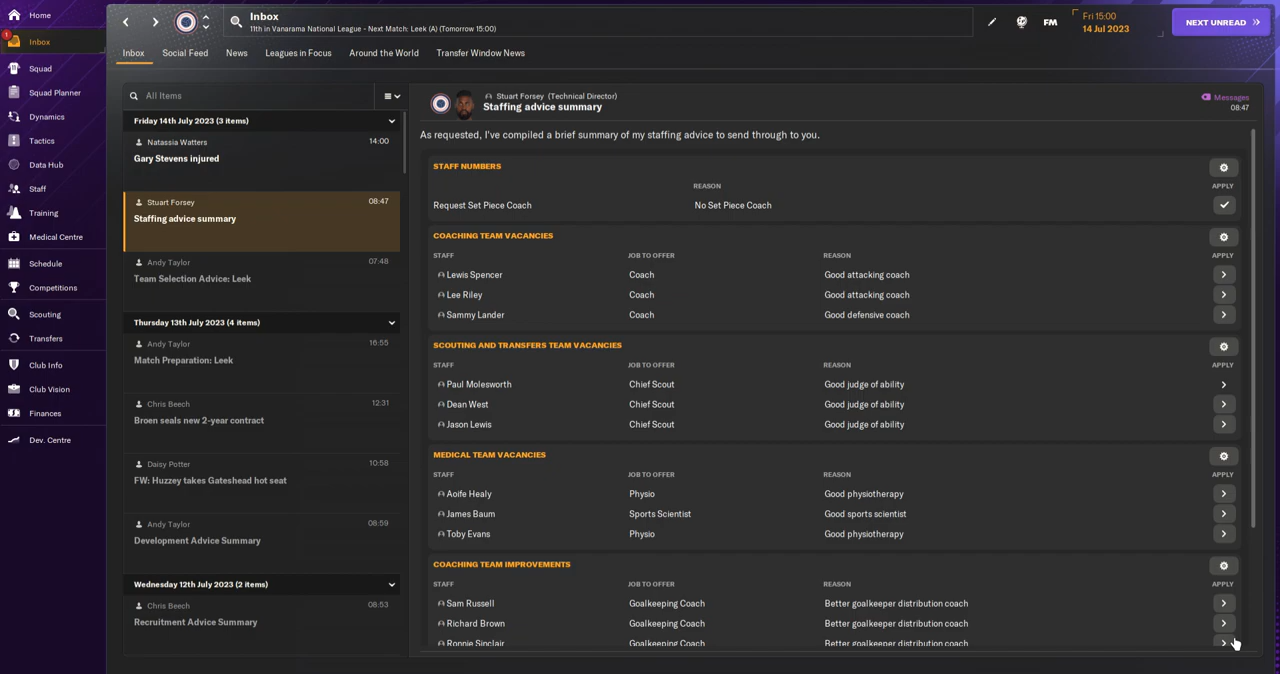 Home
1
Inbox
Squad
Squad Planner
Dynamics
Tactics
Data Hub
Staff
Training
Medical Centre
Schedule
Competitions
Scouting
Transfers
Club Info
Club Vision
Finances
Dev. Centre
Inbox
11th in Vanarama National League - Next Match: Leek (A) (Tomorrow 15:00)
FM
Fri 15:00
14 Jul 2023
NEXT UNREAD
Inbox Social Feed News Leagues in Focus Around the World Transfer Window News
All Items
Friday 14th July 2023 (3 items)
Natassia Watters 14:00
Gary Stevens injured
Stuart Forsey 08:47
Staffing advice summary
Andy Taylor 07:48
Team Selection Advice: Leek
Thursday 13th July 2023 (4 items)
Andy Taylor 16:55
Match Preparation: Leek
Chris Beech 12:31
Broen seals new 2-year contract
Daisy Potter 10:58
FW: Huzzey takes Gateshead hot seat
Andy Taylor 08:59
Development Advice Summary
Wednesday 12th July 2023 (2 items)
Chris Beech 08:53
Recruitment Advice Summary
Stuart Forsey (Technical Director)
Staffing advice summary
Messages
08:47
As requested, I've compiled a brief summary of my staffing advice to send through to you.
STAFF NUMBERS
REASON APPLY
Request Set Piece Coach No Set Piece Coach
COACHING TEAM VACANCIES
STAFF JOB TO OFFER REASON APPLY
Lewis Spencer Coach Good attacking coach
Lee Riley Coach Good attacking coach
Sammy Lander Coach Good defensive coach
SCOUTING AND TRANSFERS TEAM VACANCIES
STAFF JOB TO OFFER REASON APPLY
Paul Molesworth Chief Scout Good judge of ability
Dean West Chief Scout Good judge of ability
Jason Lewis Chief Scout Good judge of ability
MEDICAL TEAM VACANCIES
STAFF JOB TO OFFER REASON APPLY
Aoife Healy Physio Good physiotherapy
James Baum Sports Scientist Good sports scientist
Toby Evans Physio Good physiotherapy
COACHING TEAM IMPROVEMENTS
STAFF JOB TO OFFER REASON APPLY
Sam Russell Goalkeeping Coach Better goalkeeper distribution coach
Richard Brown Goalkeeping Coach Better goalkeeper distribution coach
Ronnie Sinclair Goalkeeping Coach Better goalkeeper distribution coach